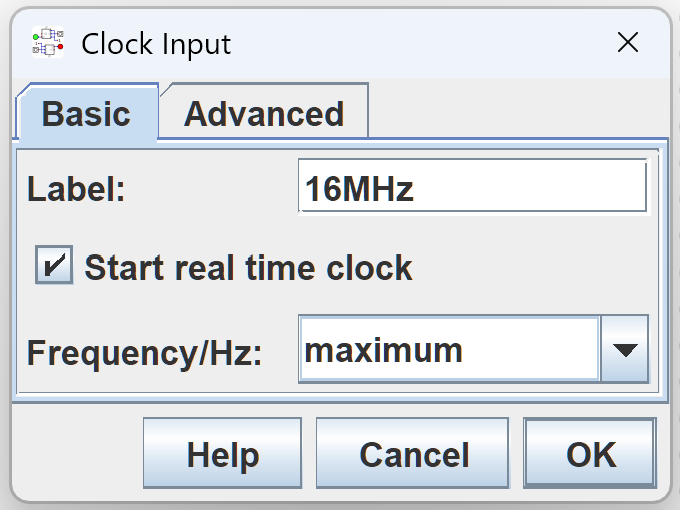 Clock Input
Basic Advanced
Label: 16MHz
Start real time clock
Frequency/Hz: maximum
Help Cancel OK